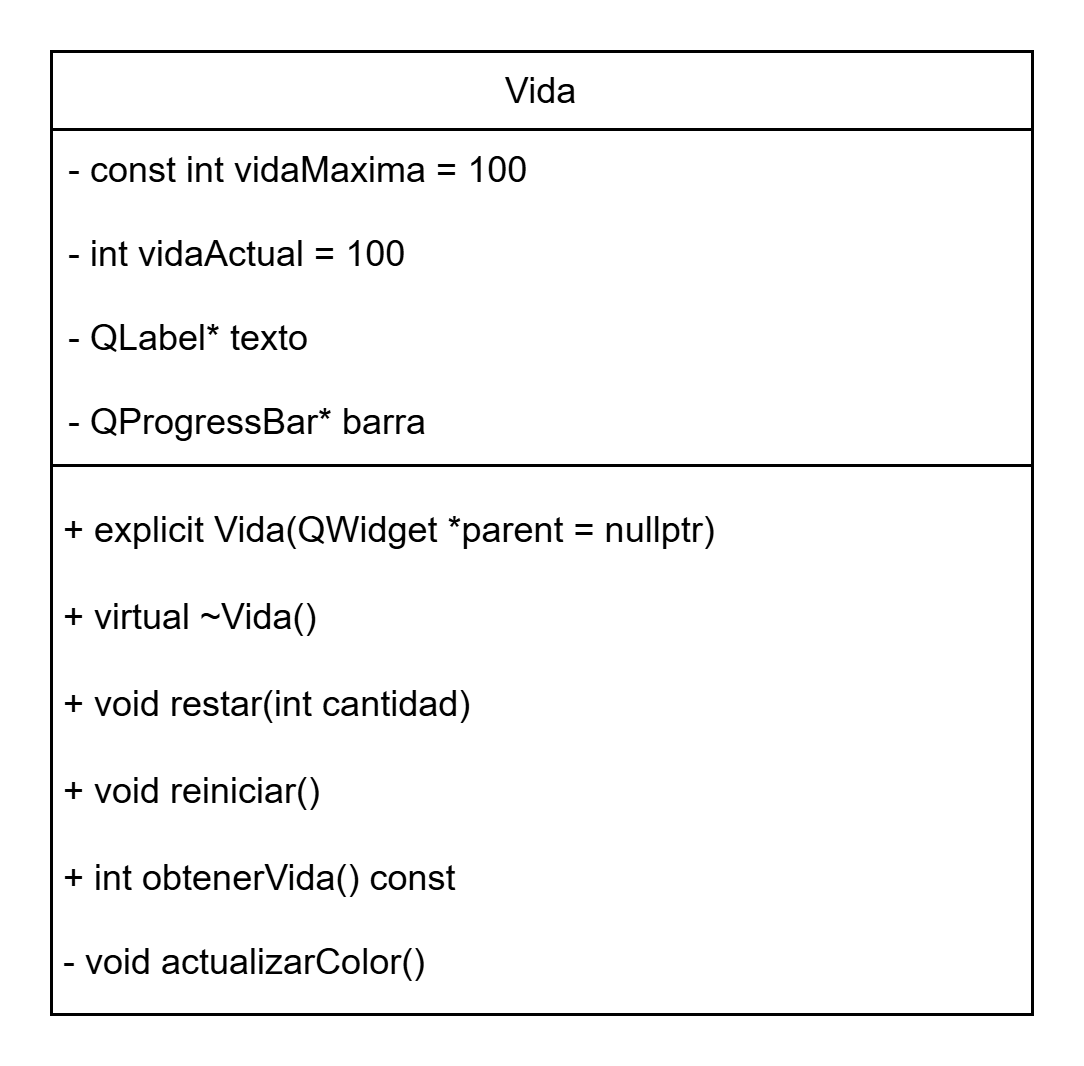 Vida
- const int vidaMaxima = 100
- int vidaActual = 100
- QLabel* texto
- QProgressBar* barra
+ explicit Vida(QWidget *parent = nullptr)
+ virtual ~Vida()
+ void restar(int cantidad)
+ void reiniciar()
+ int obtenerVida() const
- void actualizarColor()